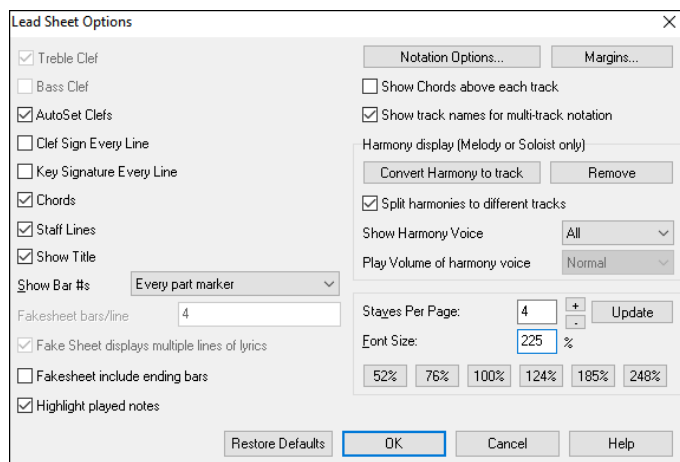 Lead Sheet Options
Treble Clef
Bass Clef
AutoSet Clefs
Clef Sign Every Line
Key Signature Every Line
Chords
Staff Lines
Show Title
Show Bar #s Every part marker
Fakesheet bars/line 4
Fake Sheet displays multiple lines of lyrics
Fakesheet include ending bars
Highlight played notes
Notation Options... Margins...
Show Chords above each track
Show track names for multi-track notation
Harmony display (Melody or Soloist only)
Convert Harmony to track Remove
Split harmonies to different tracks
Show Harmony Voice All
Play Volume of harmony voice Normal
Staves Per Page: 4 + - Update
Font Size: 225 %
52% 76% 100% 124% 185% 248%
Restore Defaults OK Cancel Help